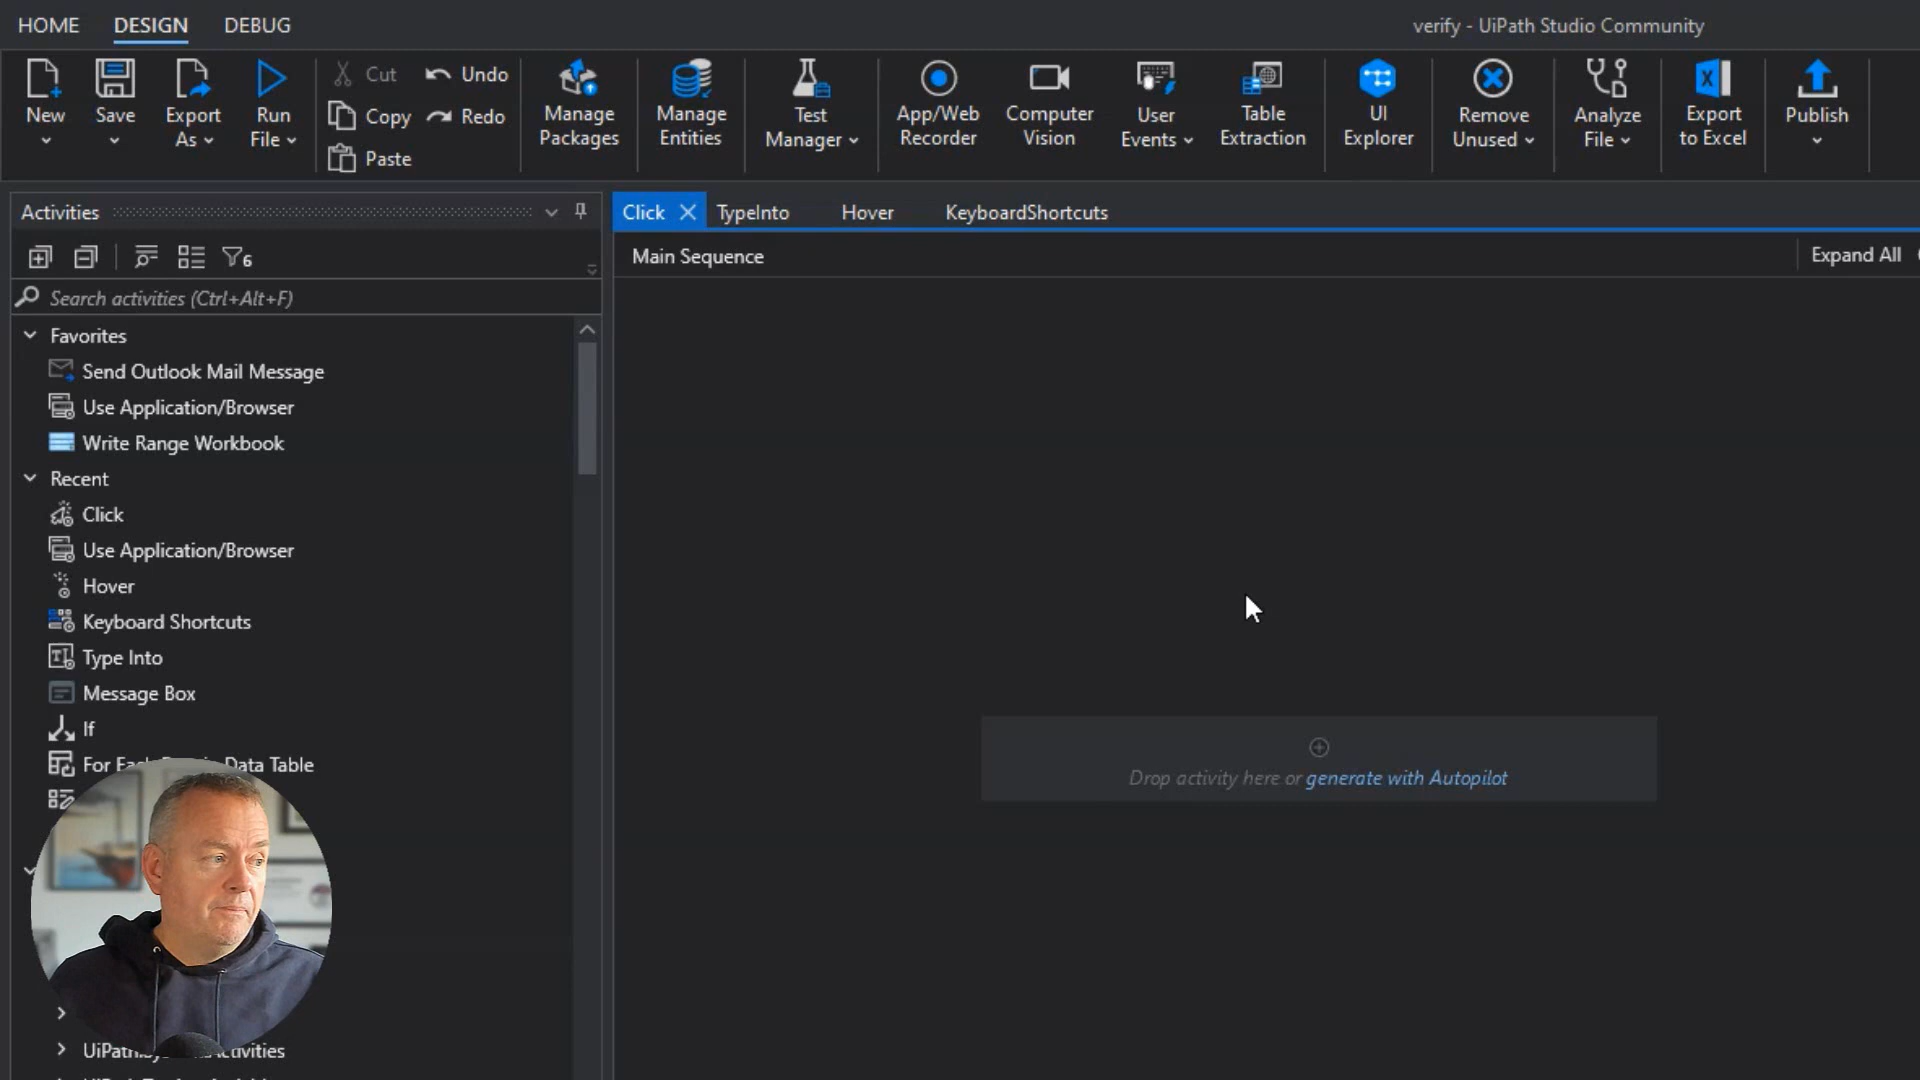 HOME DESIGN DEBUG verify - UiPath Studio Community
New Save Export As Run File
Cut Undo
Copy Redo
Paste
Manage Packages
Manage Entities
Test Manager
App/Web Recorder
Computer Vision
User Events
Table Extraction
UI Explorer
Remove Unused
Analyze File
Export to Excel
Publish
Activities
6
Search activities (Ctrl+Alt+F)
Favorites
Send Outlook Mail Message
Use Application/Browser
Write Range Workbook
Recent
Click
Use Application/Browser
Hover
Keyboard Shortcuts
Type Into
Message Box
If
For Data Table
Click TypeInto Hover KeyboardShortcuts
Main Sequence Expand All
Drop activity here or generate with Autopilot